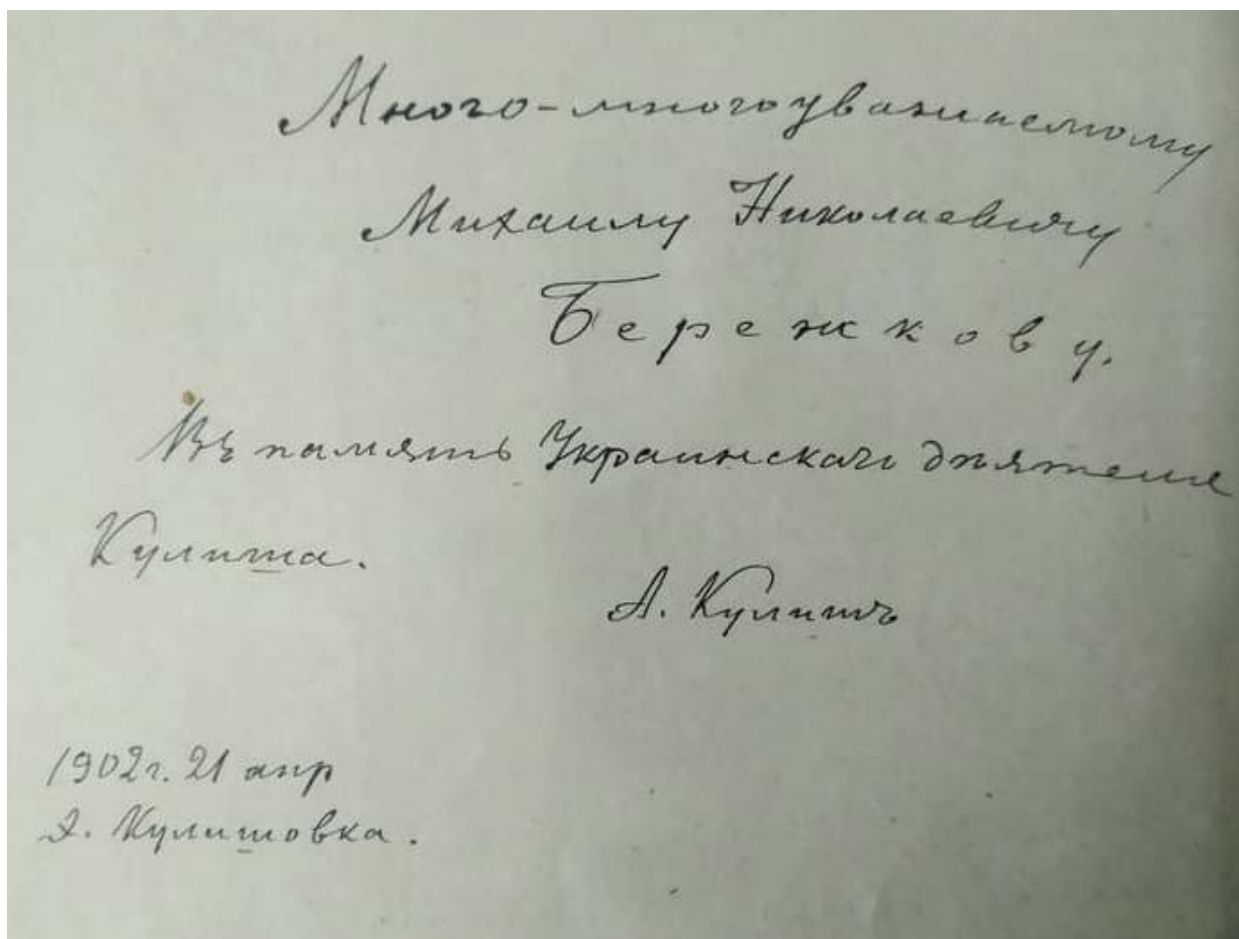 Много-многоуважаемому
Михаилу Николаевичу
Бережкову.
Въ память Украинскаго дѣятеля
Кулиша.
А. Кулишъ
1902г. 21 апр
х. Кулишовка.